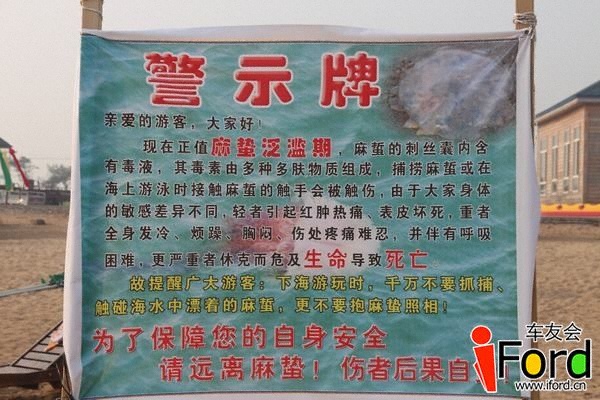 警示牌
亲爱的游客，大家好！
现在正值麻蛰泛滥期，麻蜇的刺丝囊内含
有毒液，其毒素由多种多肽物质组成，捕捞麻蜇或在
海上游泳时接触麻蜇的触手会被触伤，由于大家身体
的敏感差异不同，轻者引起红肿热痛、表皮坏死，重者
全身发冷、烦躁、胸闷、伤处疼痛难忍，并伴有呼吸
困难，更严重者休克而危及生命导致死亡。
故提醒广大游客：下海游玩时，千万不要抓捕、
触碰海水中漂着的麻蜇，更不要抱麻蛰照相！
为了保障您的自身安全
请远离麻蛰！伤者后果自
车友会
iFord
www.iford.cn